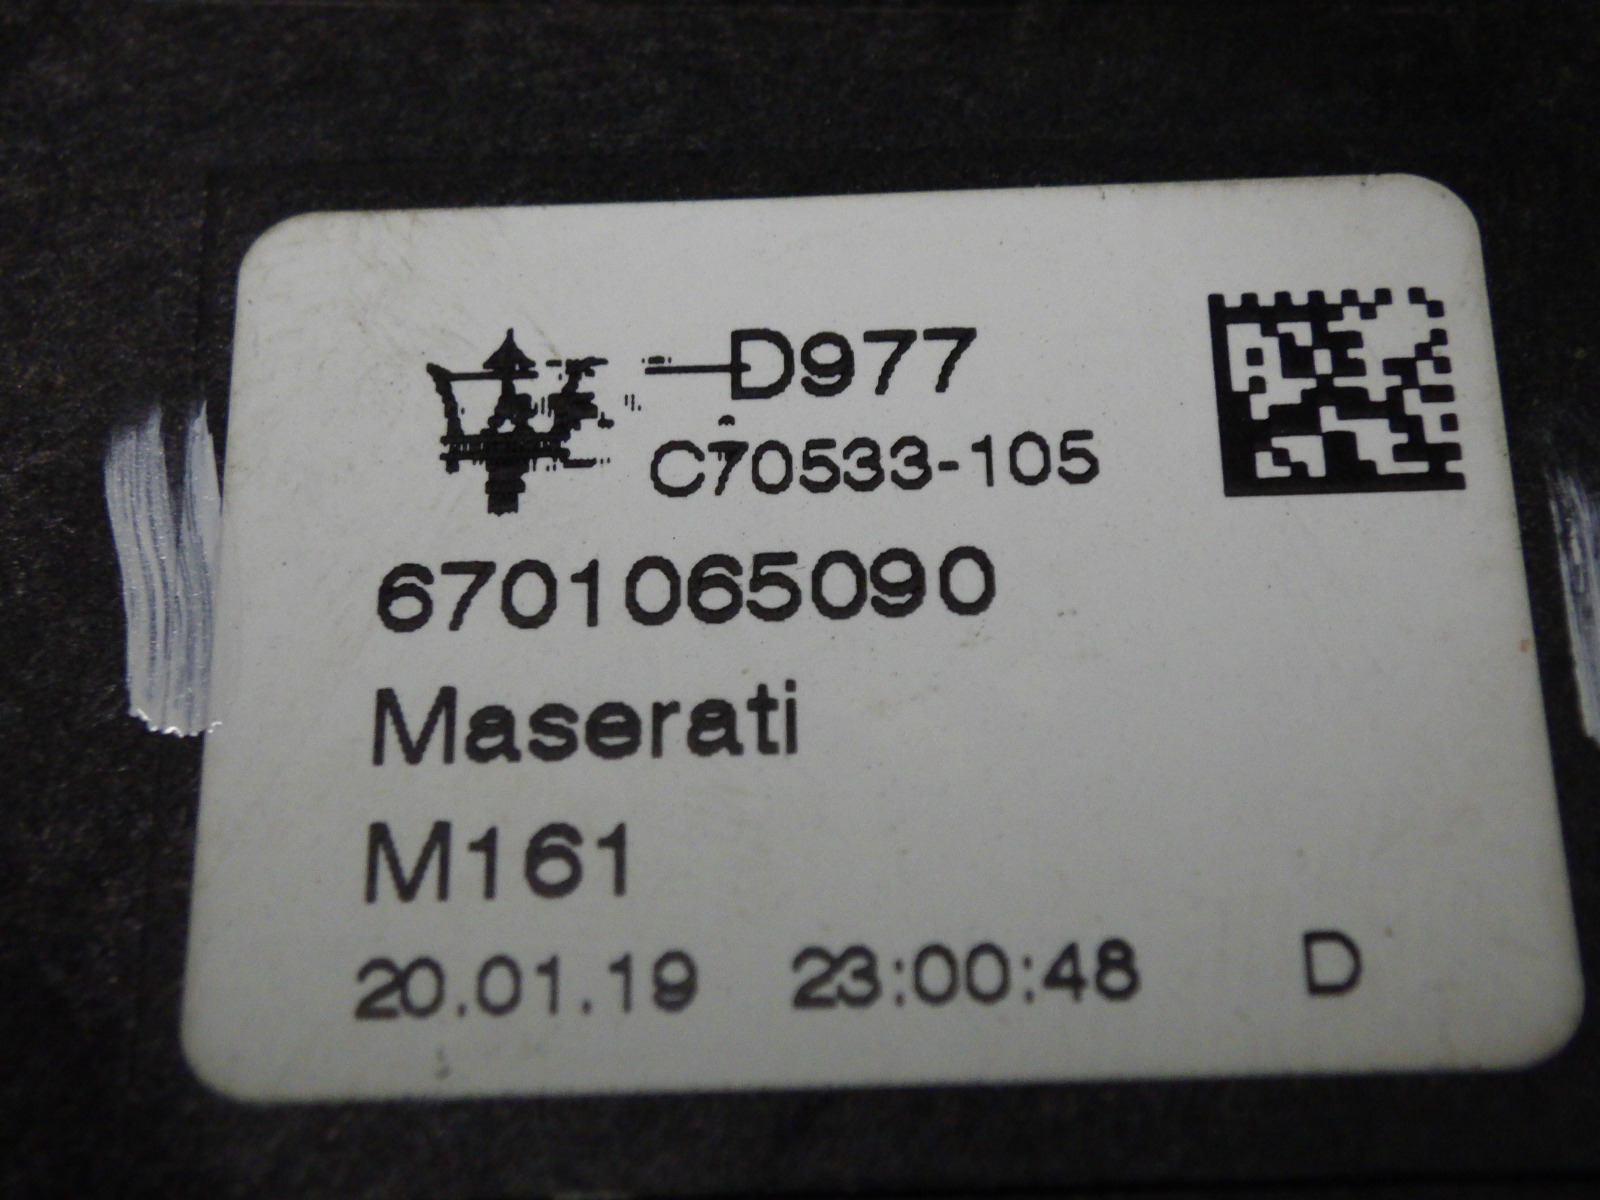 D977
C70533-105
6701065090
Maserati
M161
20.01.19 23:00:48 D